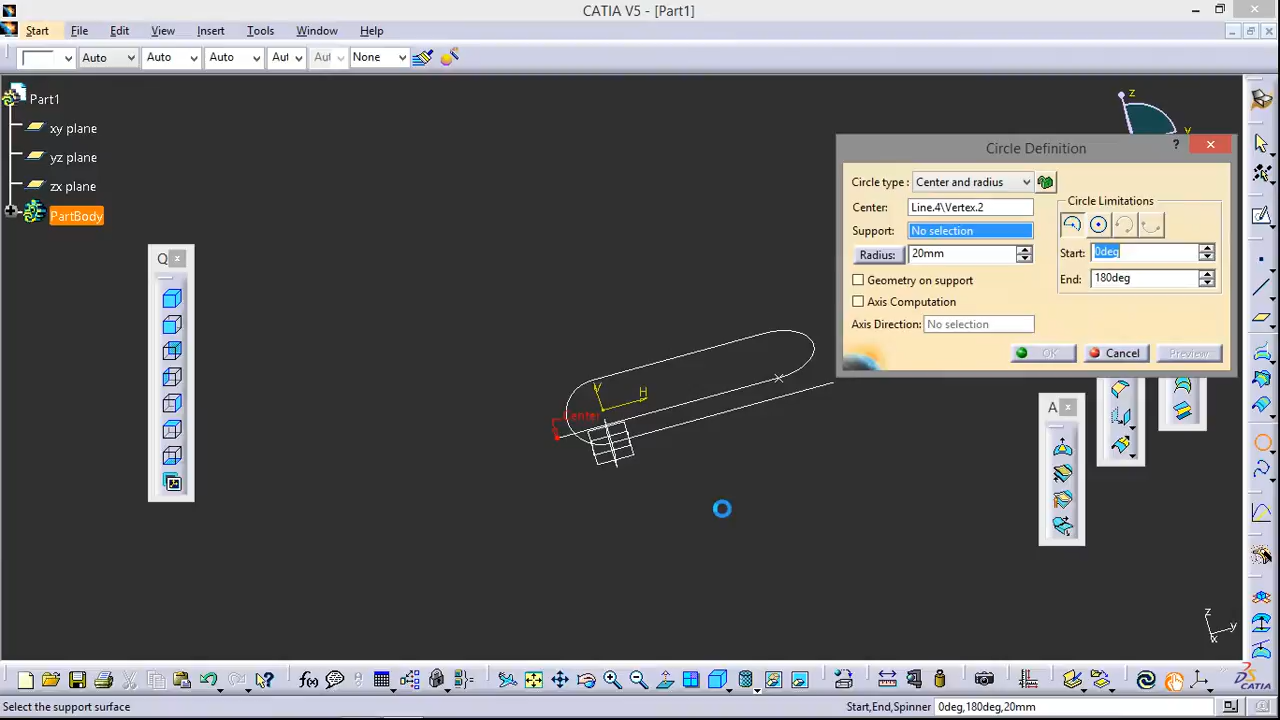 CATIA V5 - [Part1]
Start File Edit View Insert Tools Window Help
Auto Auto Auto Aut Aut None
Part1
xy plane
yz plane
zx plane
PartBody
Q
z
y
Circle Definition
?
Circle type : Center and radius
Center: Line.4\Vertex.2
Support: No selection
Radius: 20mm
Geometry on support
Axis Computation
Axis Direction: No selection
Circle Limitations
Start: 0deg
End: 180deg
OK Cancel Preview
V
H
Center
A
z
y
x
f(x)
CATIA
Select the support surface
Start,End,Spinner 0deg,180deg,20mm